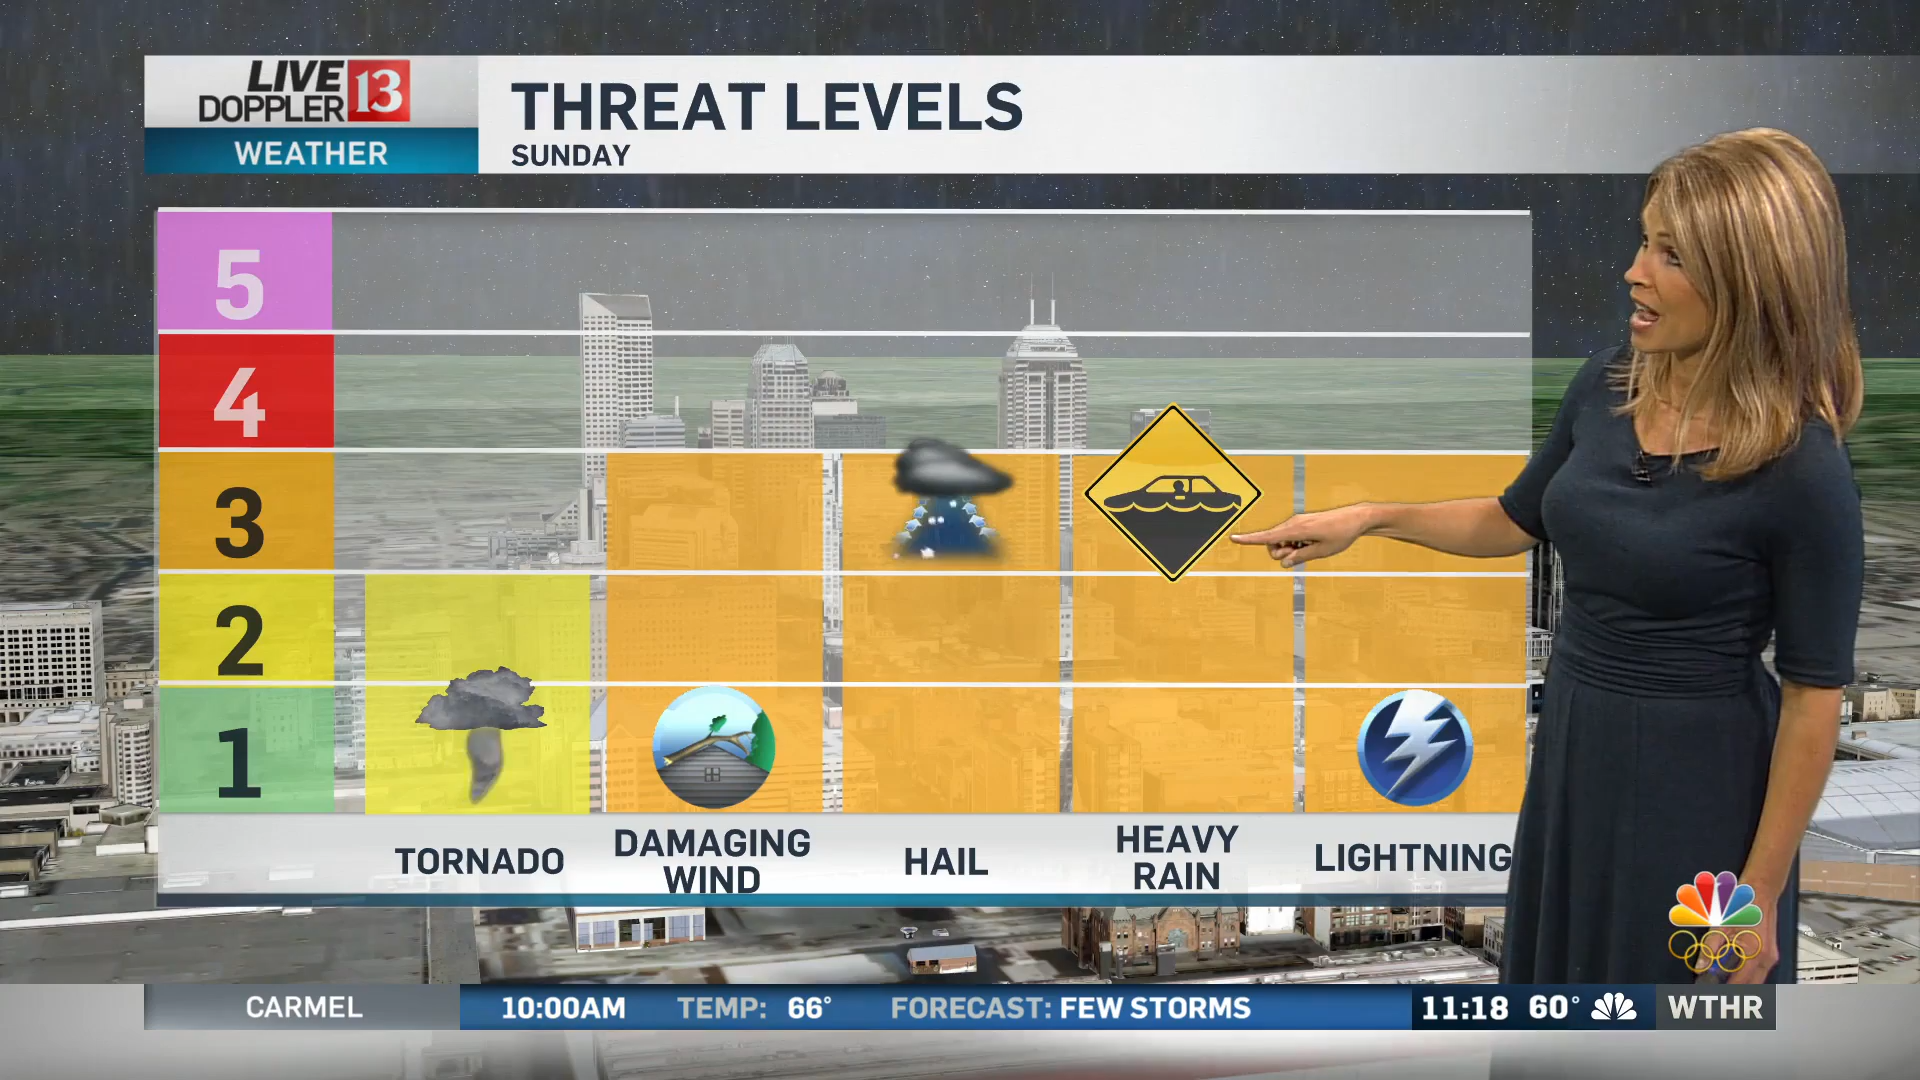 LIVE
DOPPLER 13
WEATHER
THREAT LEVELS
SUNDAY
5
4
3
2
1
TORNADO
DAMAGING
WIND
HAIL
HEAVY
RAIN
LIGHTNING
CARMEL
10:00AM TEMP: 66° FORECAST: FEW STORMS
11:18 60° WTHR